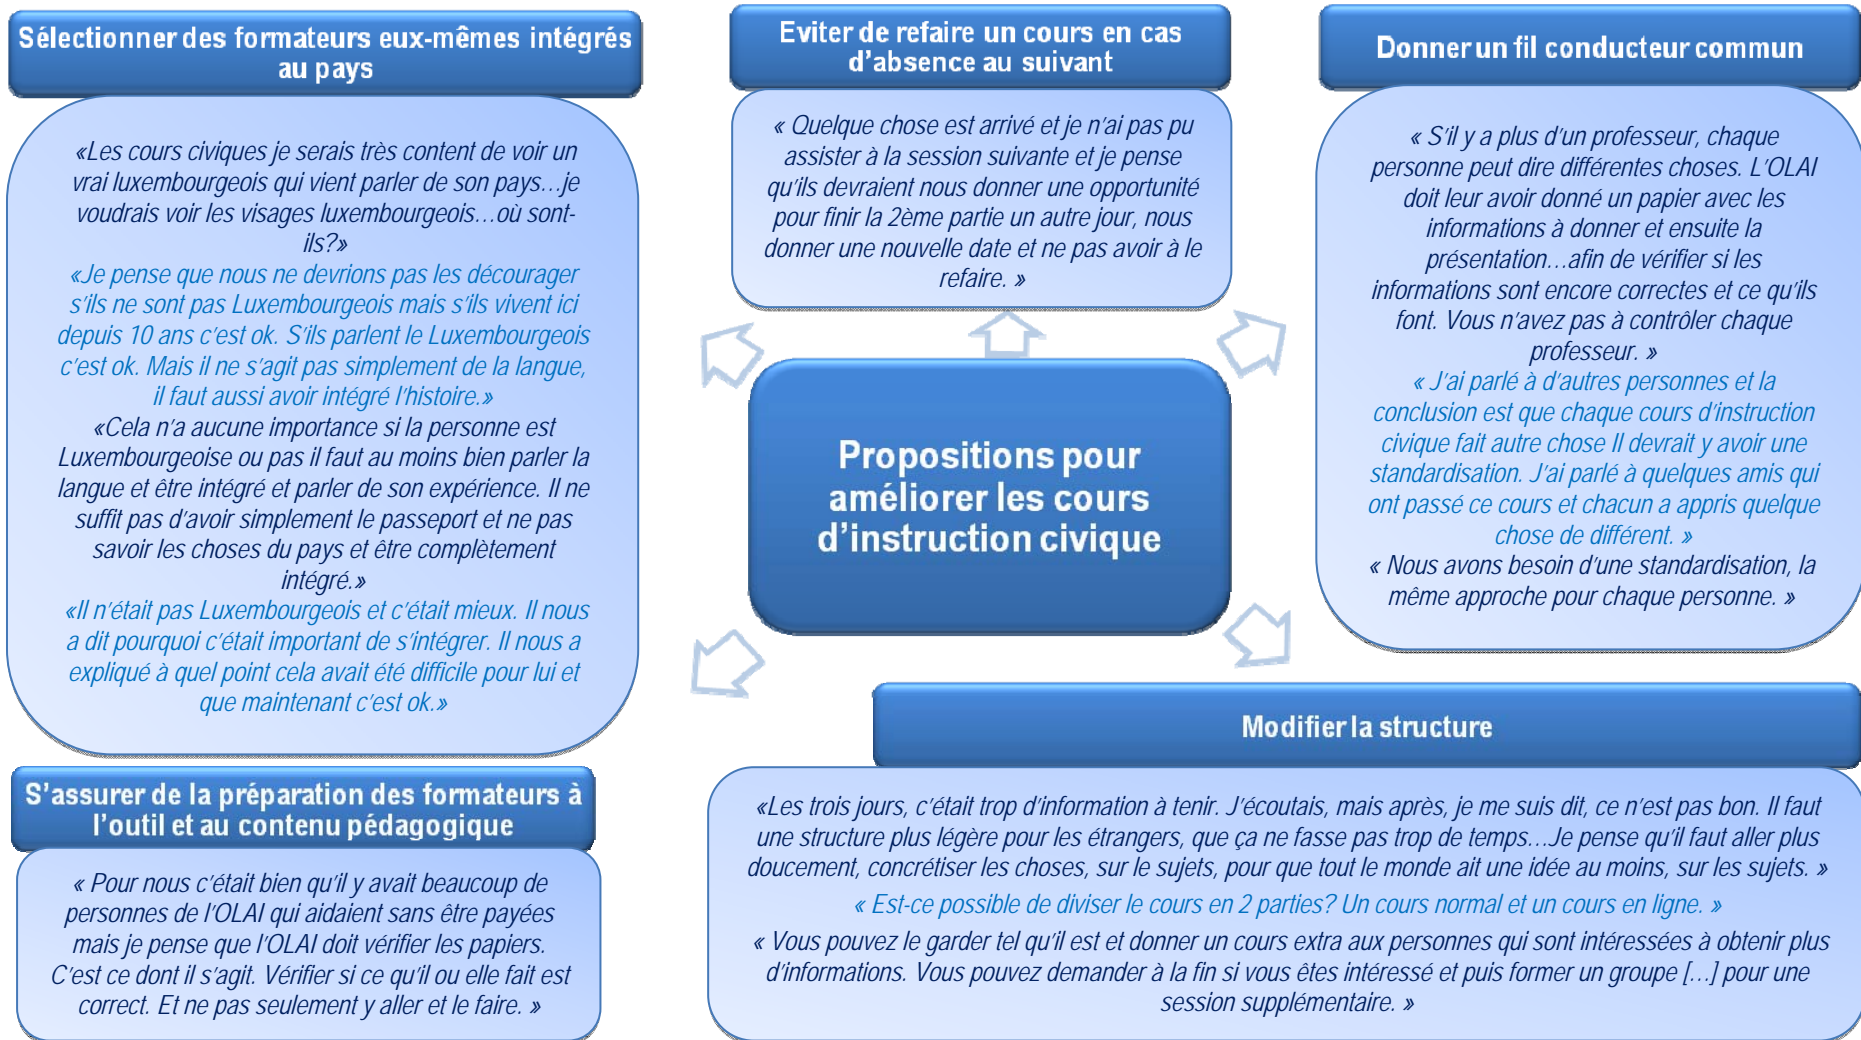 Sélectionner des formateurs eux-mêmes intégrés
au pays
«Les cours civiques je serais très content de voir un
vrai luxembourgeois qui vient parler de son pays…je
voudrais voir les visages luxembourgeois…où sont-
ils?»
«Je pense que nous ne devrions pas les décourager
s'ils ne sont pas Luxembourgeois mais s'ils vivent ici
depuis 10 ans c'est ok. S'ils parlent le Luxembourgeois
c'est ok. Mais il ne s'agit pas simplement de la langue,
il faut aussi avoir intégré l'histoire.»
«Cela n'a aucune importance si la personne est
Luxembourgeoise ou pas il faut au moins bien parler la
langue et être intégré et parler de son expérience. Il ne
suffit pas d'avoir simplement le passeport et ne pas
savoir les choses du pays et être complètement
intégré.»
«Il n'était pas Luxembourgeois et c'était mieux. Il nous
a dit pourquoi c'était important de s'intégrer. Il nous a
expliqué à quel point cela avait été difficile pour lui et
que maintenant c'est ok.»
Eviter de refaire un cours en cas
d'absence au suivant
« Quelque chose est arrivé et je n'ai pas pu
assister à la session suivante et je pense
qu'ils devraient nous donner une opportunité
pour finir la 2ème partie un autre jour, nous
donner une nouvelle date et ne pas avoir à le
refaire. »
Donner un fil conducteur commun
« S'il y a plus d'un professeur, chaque
personne peut dire différentes choses. L'OLAI
doit leur avoir donné un papier avec les
informations à donner et ensuite la
présentation…afin de vérifier si les
informations sont encore correctes et ce qu'ils
font. Vous n'avez pas à contrôler chaque
professeur. »
« J'ai parlé à d'autres personnes et la
conclusion est que chaque cours d'instruction
civique fait autre chose Il devrait y avoir une
standardisation. J'ai parlé à quelques amis qui
ont passé ce cours et chacun a appris quelque
chose de différent. »
« Nous avons besoin d'une standardisation, la
même approche pour chaque personne. »
Propositions pour
améliorer les cours
d'instruction civique
S'assurer de la préparation des formateurs à
l'outil et au contenu pédagogique
« Pour nous c'était bien qu'il y avait beaucoup de
personnes de l'OLAI qui aidaient sans être payées
mais je pense que l'OLAI doit vérifier les papiers.
C'est ce dont il s'agit. Vérifier si ce qu'il ou elle fait est
correct. Et ne pas seulement y aller et le faire. »
Modifier la structure
«Les trois jours, c'était trop d'information à tenir. J'écoutais, mais après, je me suis dit, ce n'est pas bon. Il faut
une structure plus légère pour les étrangers, que ça ne fasse pas trop de temps…Je pense qu'il faut aller plus
doucement, concrétiser les choses, sur le sujets, pour que tout le monde ait une idée au moins, sur les sujets. »
« Est-ce possible de diviser le cours en 2 parties? Un cours normal et un cours en ligne. »
« Vous pouvez le garder tel qu'il est et donner un cours extra aux personnes qui sont intéressées à obtenir plus
d'informations. Vous pouvez demander à la fin si vous êtes intéressé et puis former un groupe […] pour une
session supplémentaire. »